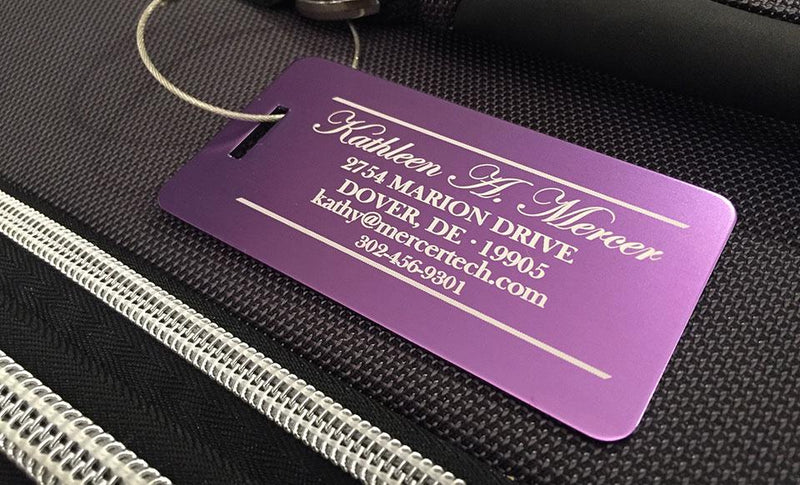 Kathleen A. Mercer
2754 MARION DRIVE
DOVER, DE · 19905
kathy@mercertech.com
302-456-9301